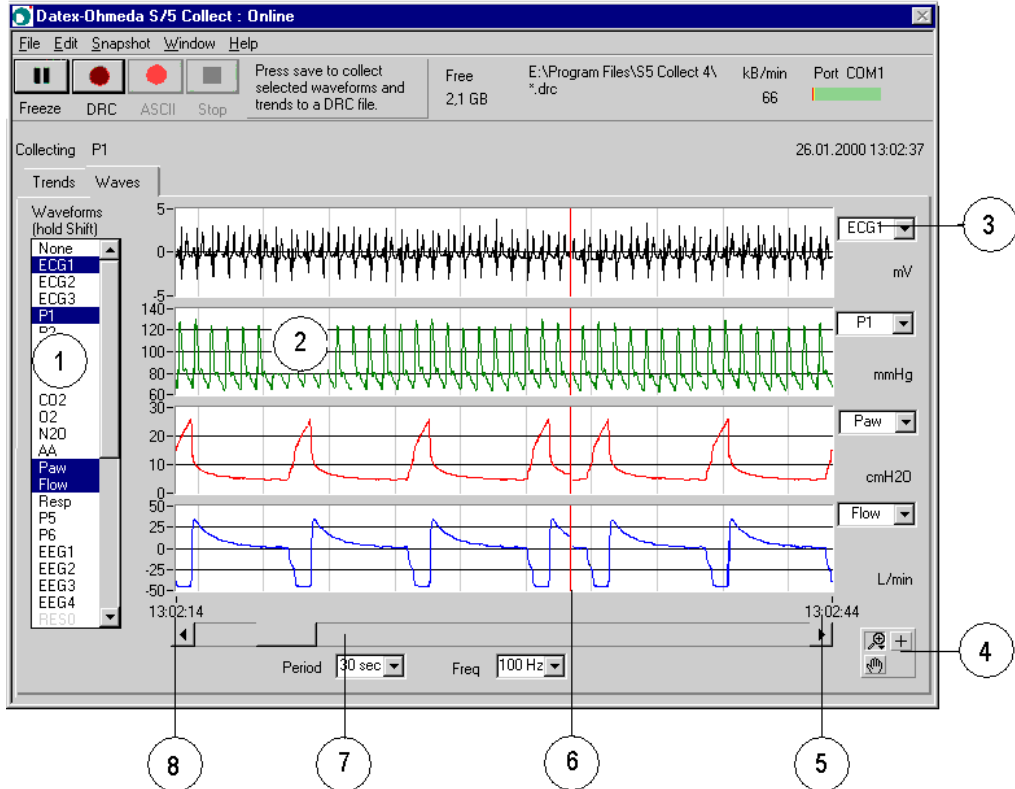 Datex-Ohmeda S/5 Collect : Online
File Edit Snapshot Window Help
Freeze DRC ASCII Stop
Press save to collect
selected waveforms and
trends to a DRC file.
Free
2,1 GB
E:\Program Files\S5 Collect 4\
*.drc
kB/min
66
Port COM1
Collecting P1
26.01.2000 13:02:37
Trends Waves
Waveforms
(hold Shift)
None
ECG1
ECG2
ECG3
P1
CO2
O2
N2O
AA
Paw
Flow
Resp
P5
P6
EEG1
EEG2
EEG3
EEG4
RES0
1
5
0
-5
ECG1
mV
3
140
120
100
80
60
2
P1
mmHg
30
20
10
0
Paw
cmH2O
50
25
0
-25
-50
Flow
L/min
13:02:14
13:02:44
Period 30 sec
Freq 100 Hz
4
8
7
6
5